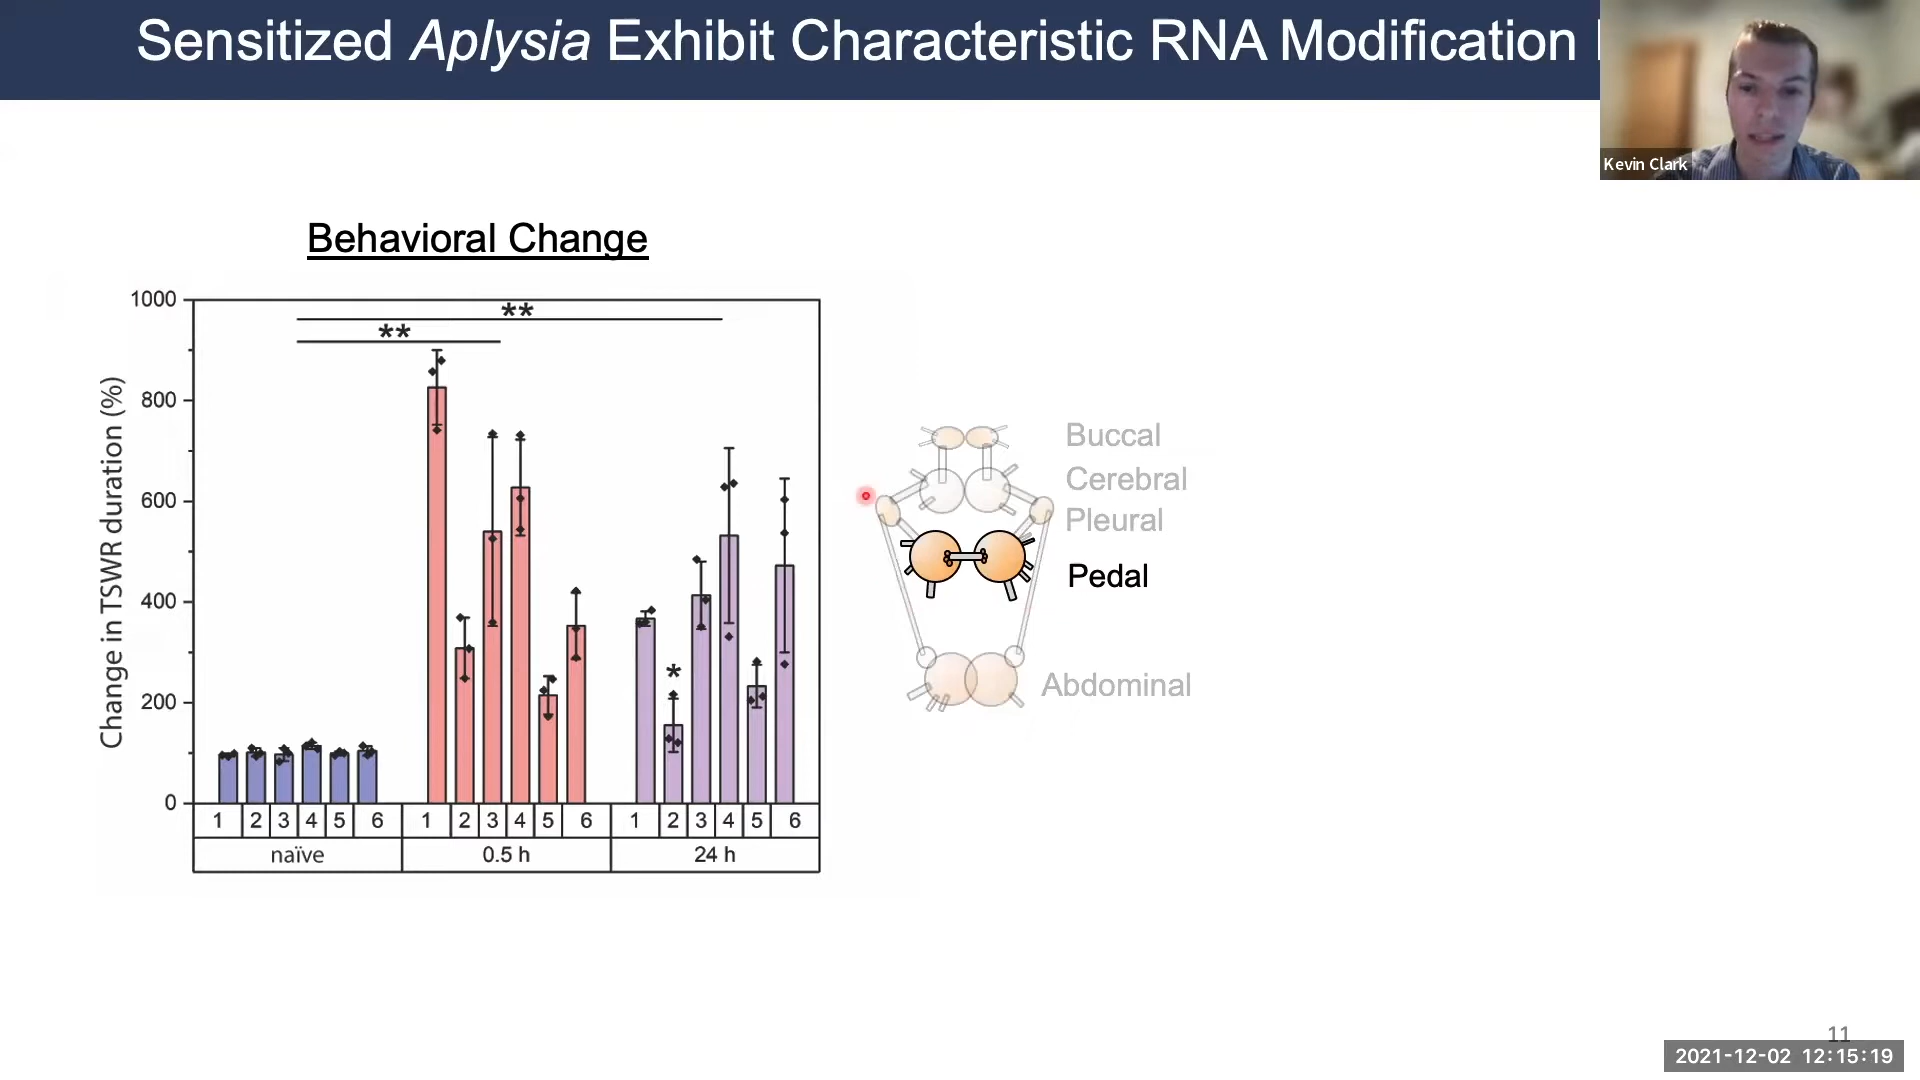 Sensitized Aplysia Exhibit Characteristic RNA Modification
Kevin Clark
Behavioral Change
Change in TSWR duration (%)
1000
800
600
400
200
0
**
**
*
1 2 3 4 5 6 1 2 3 4 5 6 1 2 3 4 5 6
naïve 0.5 h 24 h
Buccal
Cerebral
Pleural
Pedal
Abdominal
11
2021-12-02 12:15:19